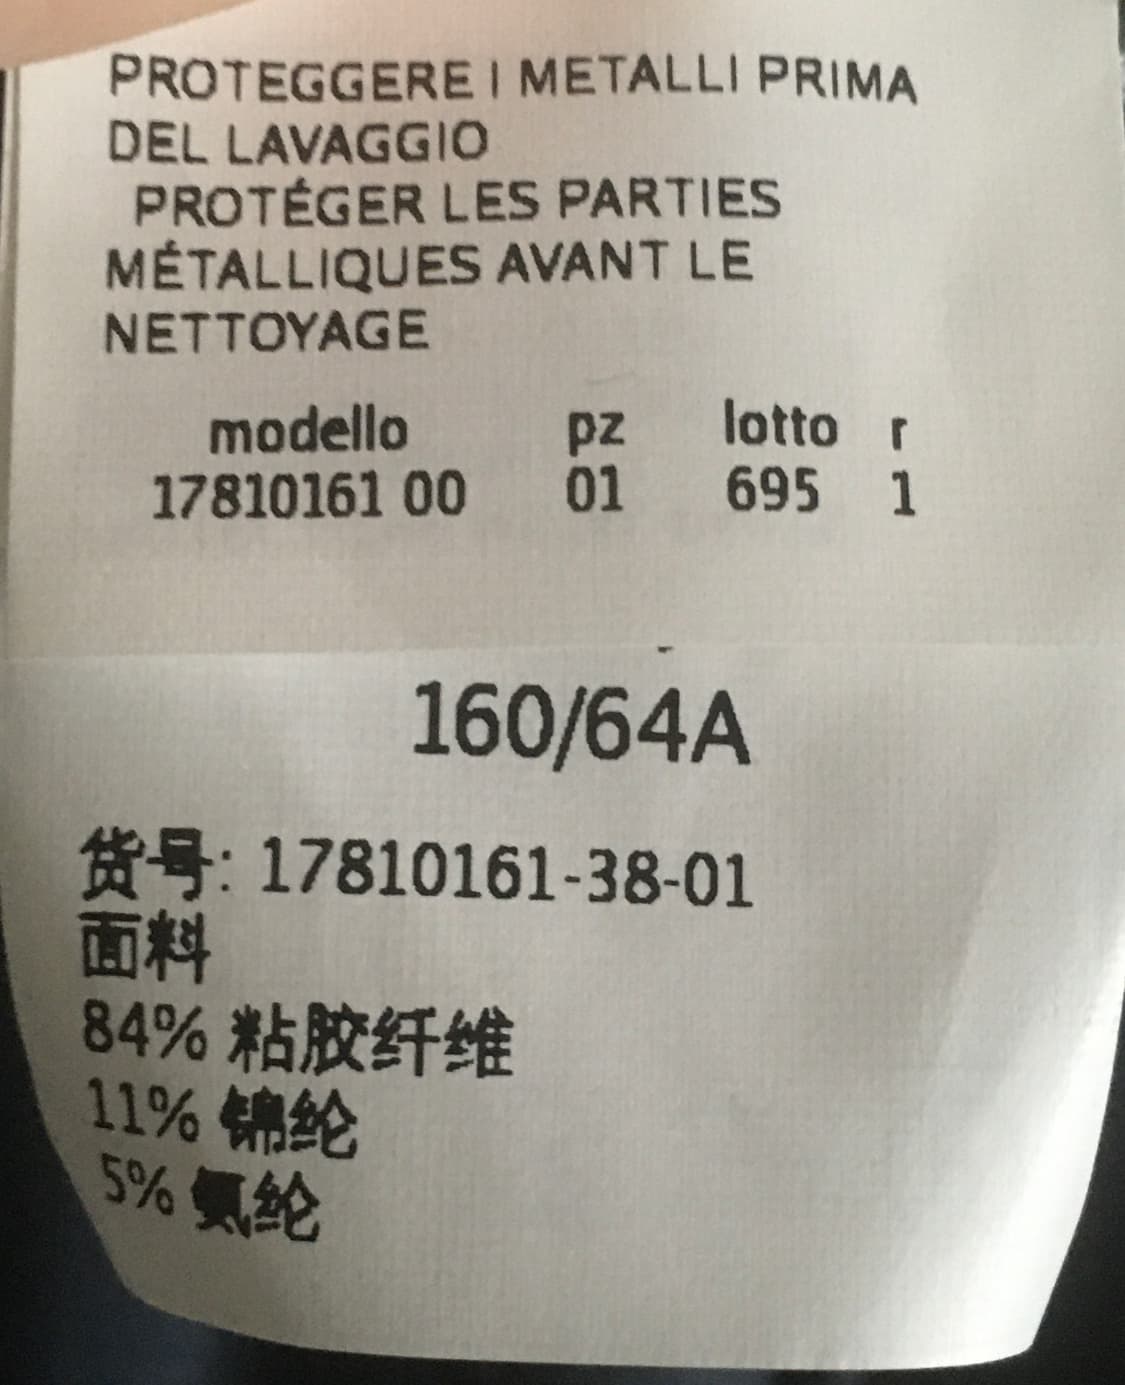 PROTEGGERE I METALLI PRIMA
DEL LAVAGGIO
PROTÉGER LES PARTIES
MÉTALLIQUES AVANT LE
NETTOYAGE
modello pz lotto r
17810161 00 01 695 1
160/64A
货号: 17810161-38-01
面料
84% 粘胶纤维
11% 锦纶
5% 氨纶